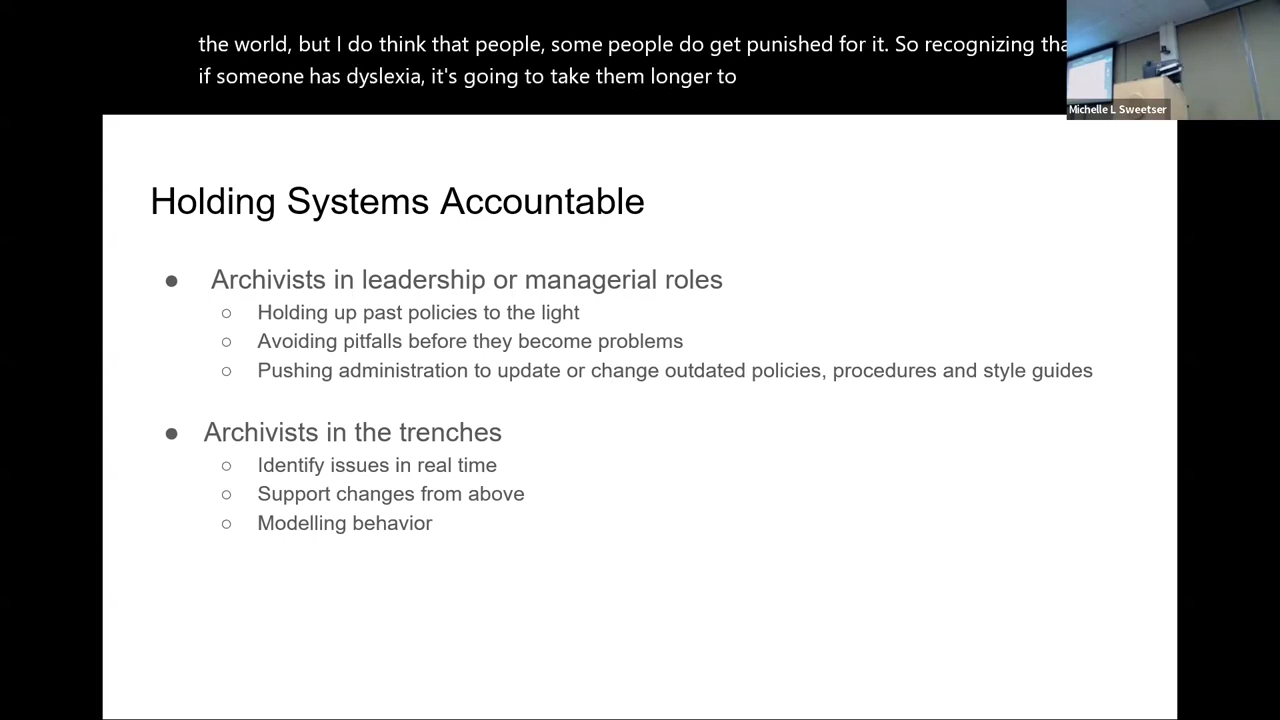 the world, but I do think that people, some people do get punished for it. So recognizing
if someone has dyslexia, it's going to take them longer to
Michelle L Sweetser
Holding Systems Accountable
● Archivists in leadership or managerial roles
○ Holding up past policies to the light
○ Avoiding pitfalls before they become problems
○ Pushing administration to update or change outdated policies, procedures and style guides
● Archivists in the trenches
○ Identify issues in real time
○ Support changes from above
○ Modelling behavior